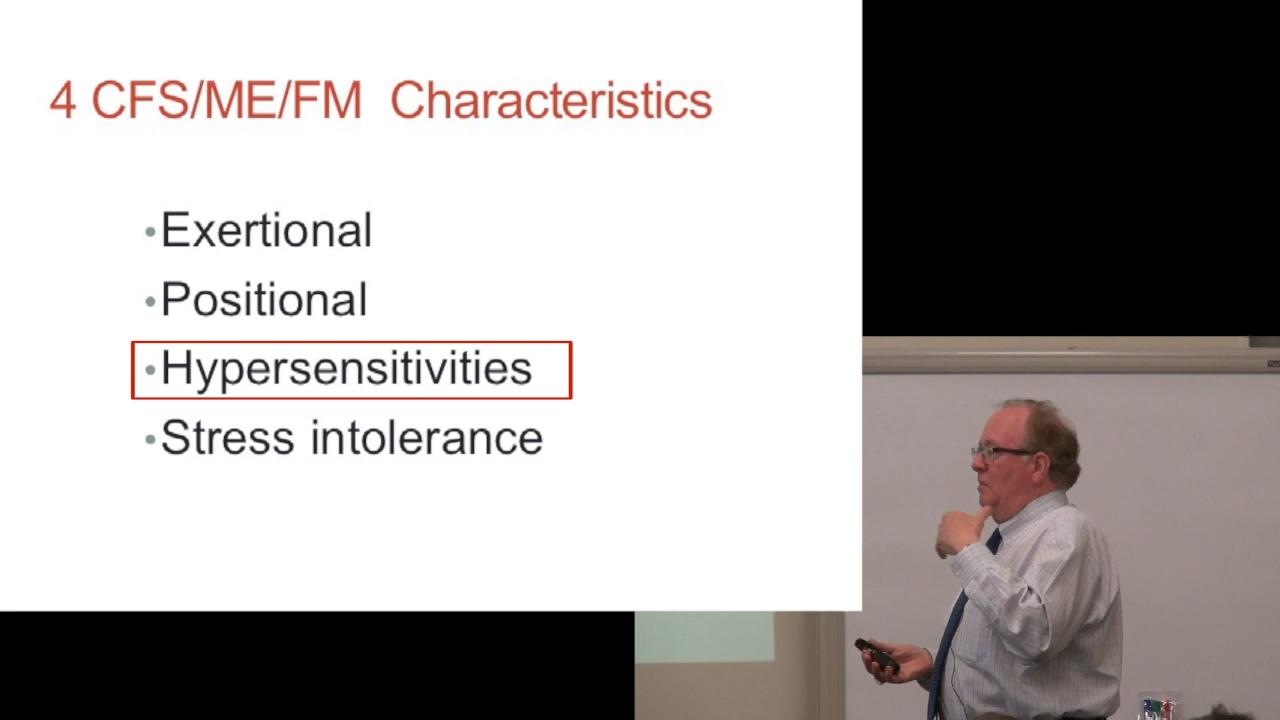 4 CFS/ME/FM Characteristics
•Exertional
•Positional
•Hypersensitivities
•Stress intolerance